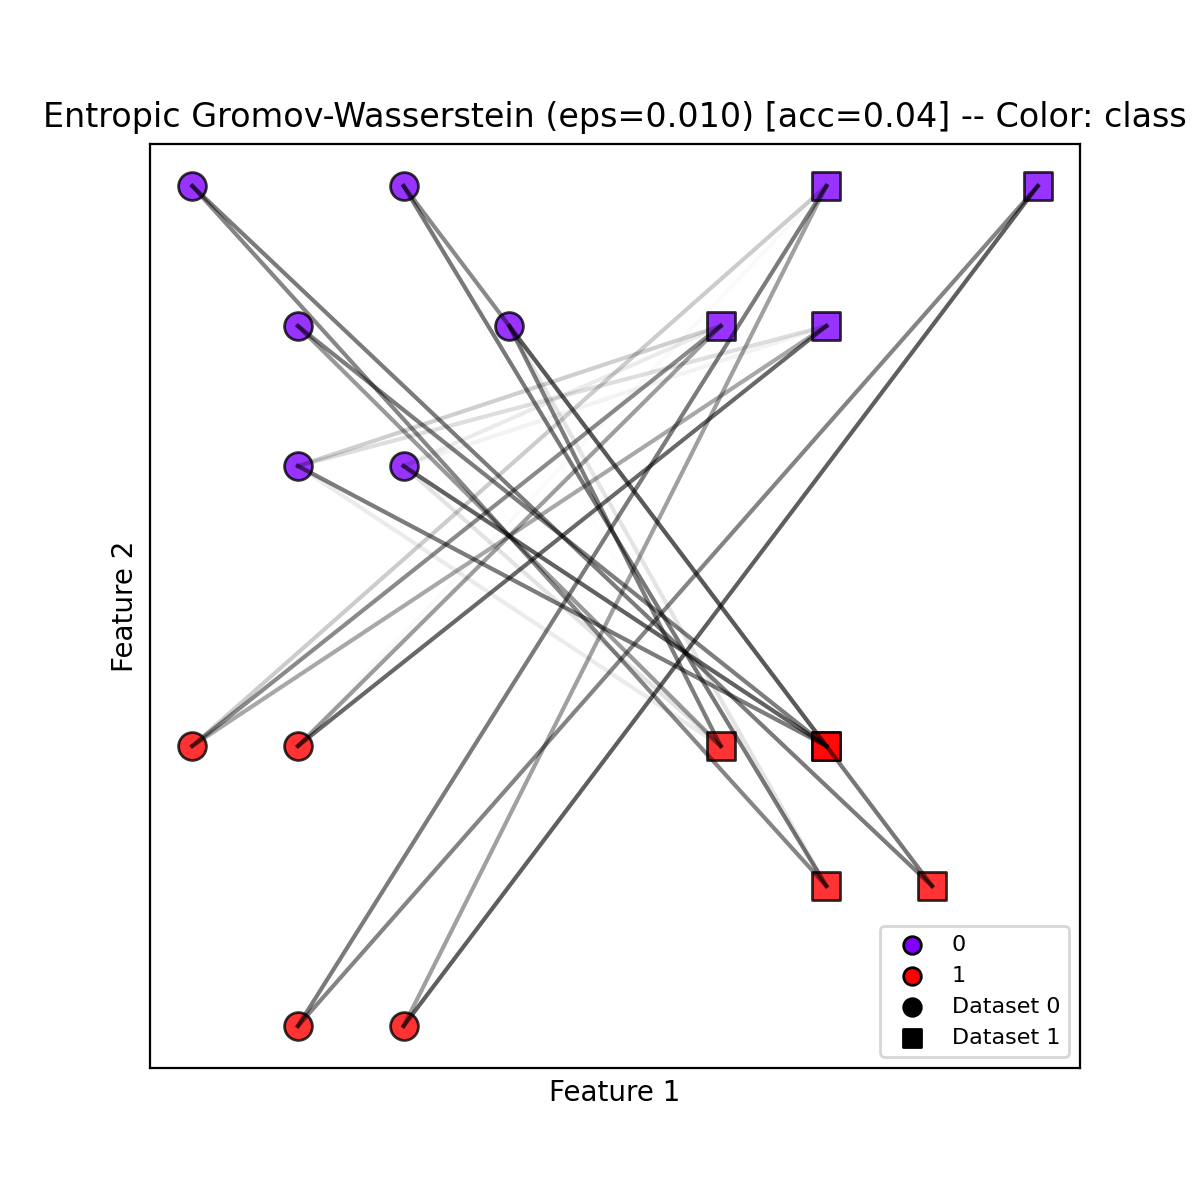 Entropic Gromov-Wasserstein (eps=0.010) [acc=0.04] -- Color: class
Feature 2
0
1
Dataset 0
Dataset 1
Feature 1